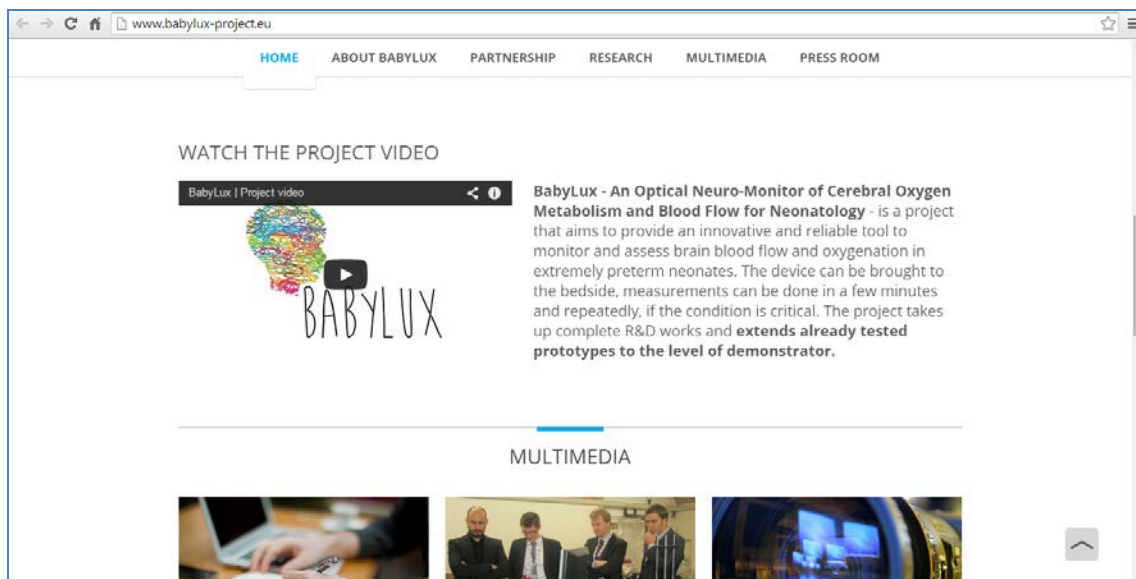 www.babylux-project.eu
HOME ABOUT BABYLUX PARTNERSHIP RESEARCH MULTIMEDIA PRESS ROOM
WATCH THE PROJECT VIDEO
BabyLux | Project video
BABYLUX
BabyLux - An Optical Neuro-Monitor of Cerebral Oxygen
Metabolism and Blood Flow for Neonatology - is a project
that aims to provide an innovative and reliable tool to
monitor and assess brain blood flow and oxygenation in
extremely preterm neonates. The device can be brought to
the bedside, measurements can be done in a few minutes
and repeatedly, if the condition is critical. The project takes
up complete R&D works and extends already tested
prototypes to the level of demonstrator.
MULTIMEDIA